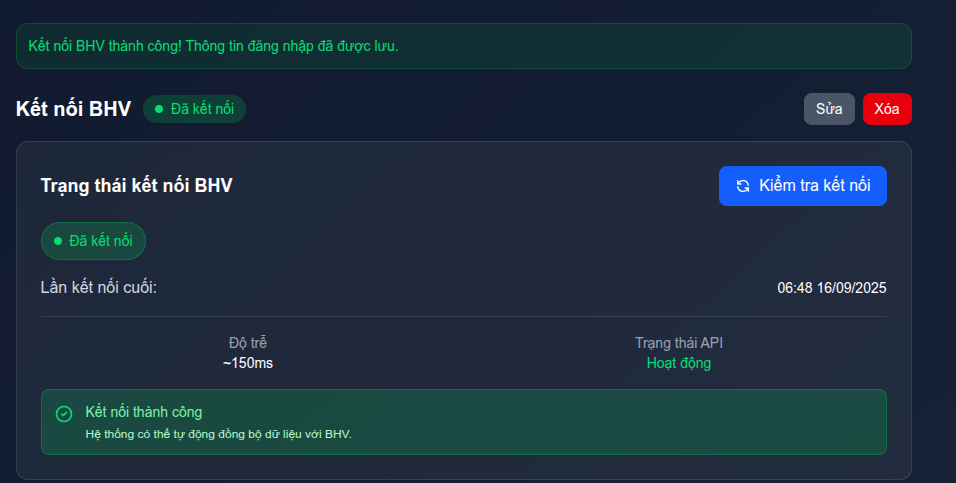 Kết nối BHV thành công! Thông tin đăng nhập đã được lưu.
Kết nối BHV
Đã kết nối
Sửa
Xóa
Trạng thái kết nối BHV
Kiểm tra kết nối
Đã kết nối
Lần kết nối cuối:
06:48 16/09/2025
Độ trễ
Trạng thái API
~150ms
Hoạt động
Kết nối thành công
Hệ thống có thể tự động đồng bộ dữ liệu với BHV.